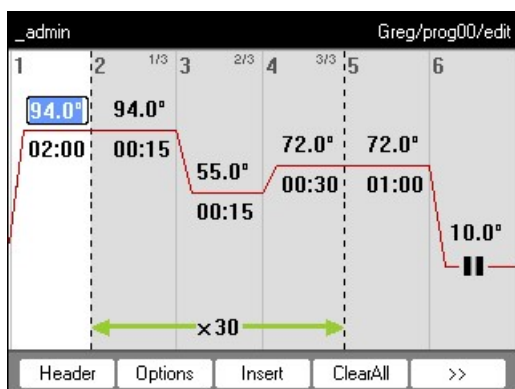 _admin Greg/prog00/edit
1 2 1/3 3 2/3 4 3/3 5 6
94.0° 94.0°
02:00 00:15
55.0°
00:15
72.0° 72.0°
00:30 01:00
10.0°
×30
Header Options Insert ClearAll >>